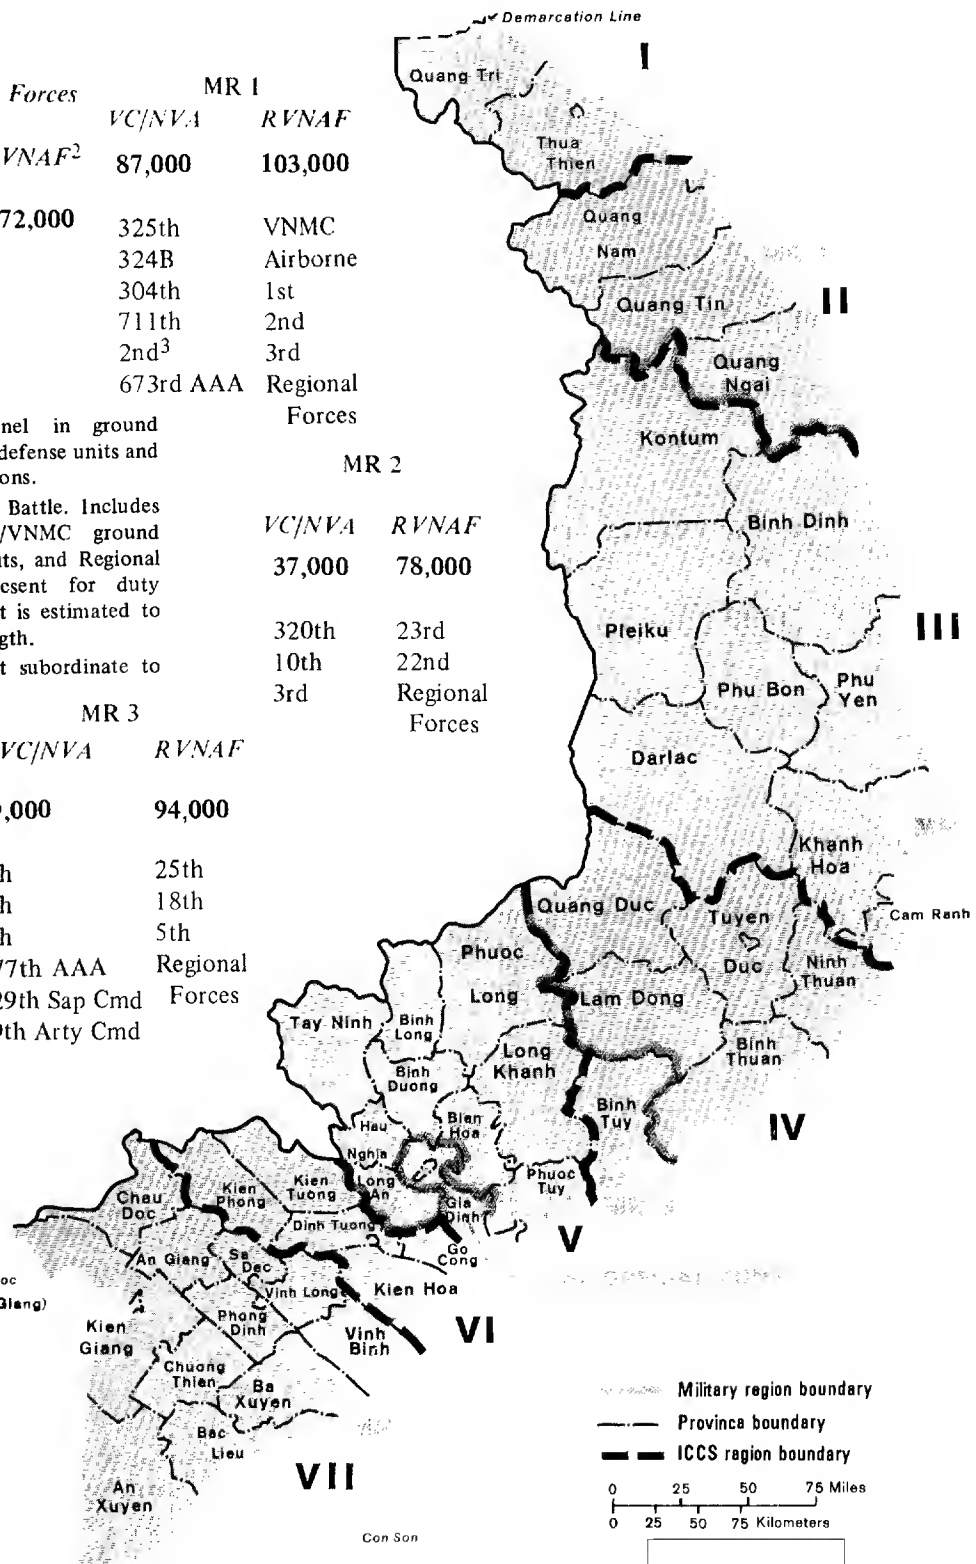 Demarcation Line
I
Forces
MR 1
VC/NVA RVNAF
VNAF2 87,000 103,000
72,000
325th VNMC
324B Airborne
304th 1st
711th 2nd
2nd3 3rd
673rd AAA Regional
Forces
nel in ground
defense units and
ons.
Battle. Includes
/VNMC ground
its, and Regional
esent for duty
t is estimated to
gth.
t subordinate to
MR 2
VC/NVA RVNAF
37,000 78,000
320th 23rd
10th 22nd
3rd Regional
Forces
MR 3
VC/NVA RVNAF
,000 94,000
h 25th
h 18th
h 5th
77th AAA Regional
29th Sap Cmd Forces
9th Arty Cmd
Quang Tri
Thua
Thien
Quang
Nam
II
Quang Tin
Quang
Ngai
Kontum
Binh Dinh
III
Pleiku
Phu Bon
Phu
Yen
Darlac
Khanh
Hoa
Cam Ranh
Quang Duc
Tuyen
Duc
Ninh
Thuan
Phuoc
Long
Lam Dong
Binh
Thuan
Tay Ninh
Binh
Long
Long
Khanh
Binh
Duong
Binh
Tuy
IV
Hau
Nghia
Bien
Hoa
Long
An
Phuoc
Tuy
Gia
Dinh
V
Chau
Doc
Kien
Phong
Kien
Tuong
Dinh Tuong
Go
Cong
An Giang
Sa
Dec
Vinh Long
Kien Hoa
oc
Giang)
Kien
Giang
Phong
Dinh
Vinh
Binh
VI
Chuong
Thien
Ba
Xuyen
Bac
Lieu
An
Xuyen
VII
Con Son
Military region boundary
Province boundary
ICCS region boundary
0 25 50 75 Miles
0 25 50 75 Kilometers